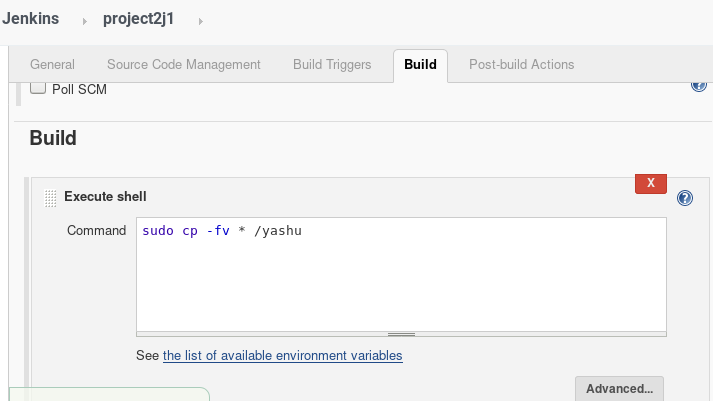 Jenkins project2j1
General Source Code Management Build Triggers Build Post-build Actions
Poll SCM ?
Build
X
Execute shell ?
Command sudo cp -fv * /yashu
See the list of available environment variables
Advanced...